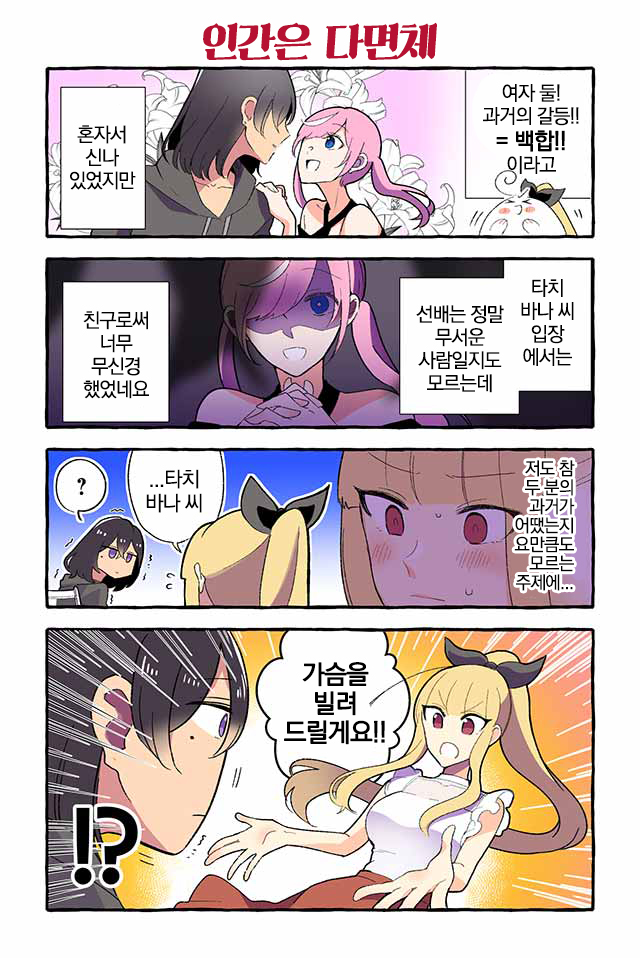 인간은 다면체
여자 둘!
과거의 갈등!!
= 백합!!
이라고
혼자서
신나
있었지만
타치
바나 씨
입장
에서는
선배는 정말
무서운
사람일지도
모르는데
친구로써
너무
무신경
했었네요
저도 참
두 분의
과거가
어땠는지
요만큼도
모르는
주제에...
...타치
바나 씨
?
가슴을
빌려
드릴게요!!
!?